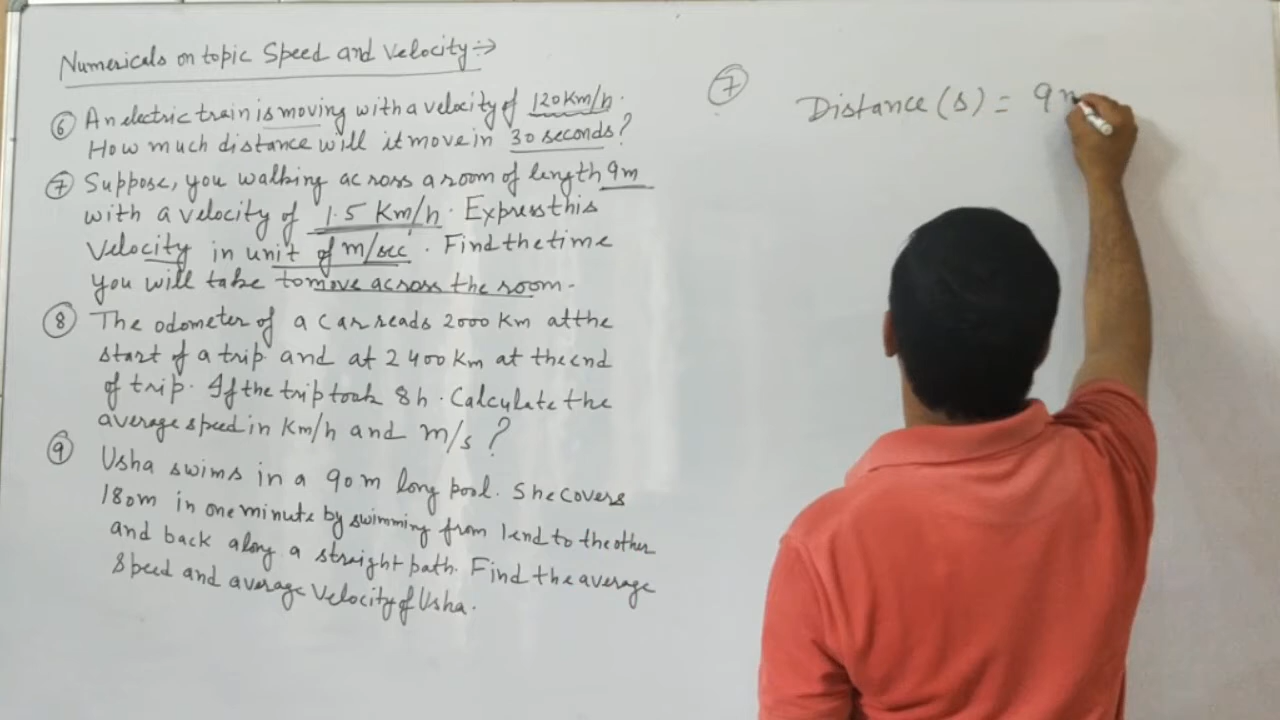 Numericals on topic Speed and Velocity :→
⑥ An electric train is moving with a velocity of 120 Km/h.
How much distance will it move in 30 seconds?
⑦ Suppose, you walking across a room of length 9m
with a velocity of 1.5 Km/h. Express this
Velocity in unit of m/sec. Find the time
you will take to move across the room.
⑧ The odometer of a car reads 2000 Km at the
start of a trip and at 2400 Km at the end
of trip. If the trip took 8h. Calculate the
average speed in Km/h and m/s?
⑨ Usha swims in a 90m long pool. She covers
180m in one minute by swimming from 1 end to the other
and back along a straight path. Find the average
Speed and average Velocity of Usha.
⑦ Distance (s) = 9m